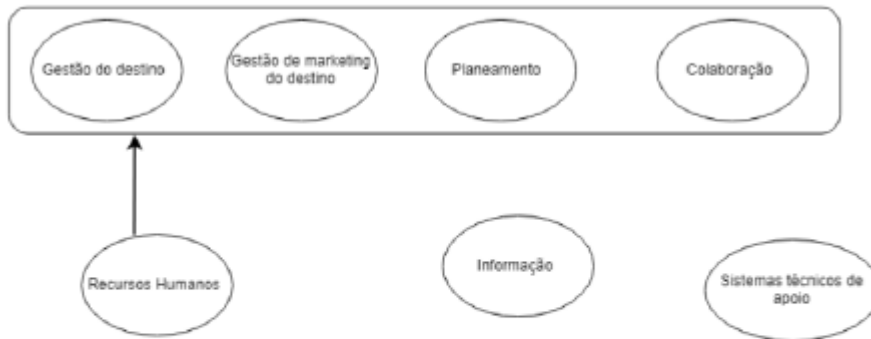 Gestão do destino
Gestão de marketing
do destino
Planeamento
Colaboração
Recursos Humanos
Informação
Sistemas técnicos de
apoio